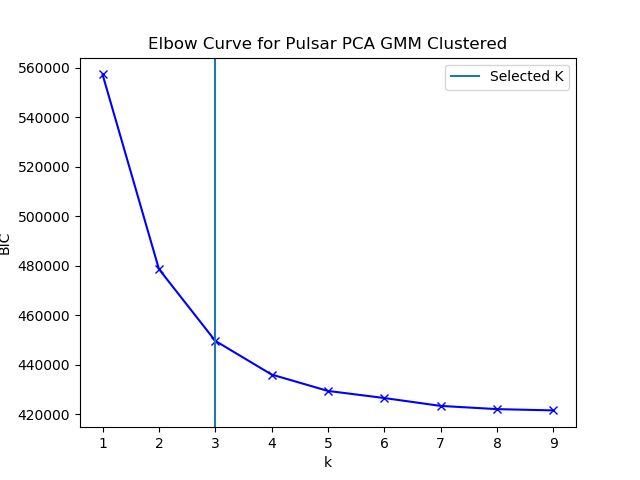 Elbow Curve for Pulsar PCA GMM Clustered
Selected K
560000
540000
520000
500000
480000
460000
440000
420000
BIC
1 2 3 4 5 6 7 8 9
k